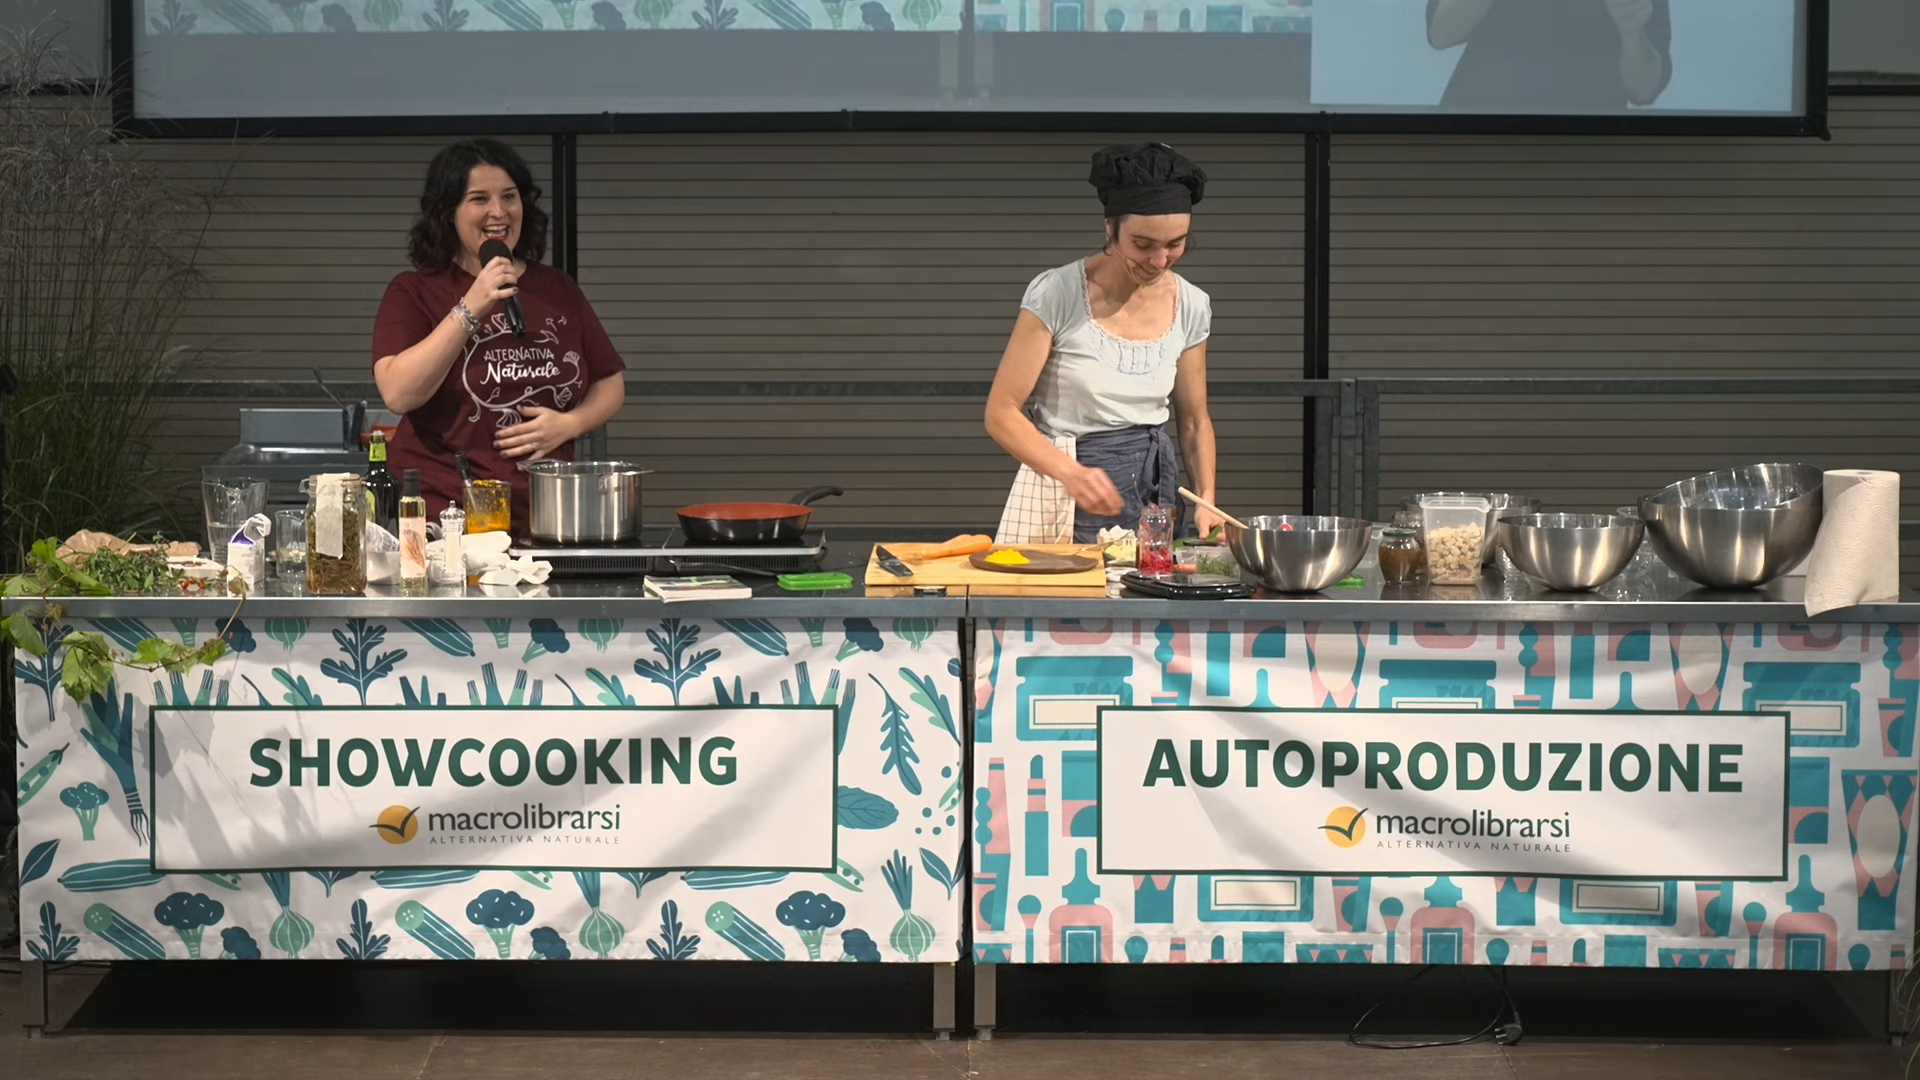 ALTERNATIVA
Naturale
SHOWCOOKING
macrolibrarsi
ALTERNATIVA NATURALE
AUTOPRODUZIONE
macrolibrarsi
ALTERNATIVA NATURALE